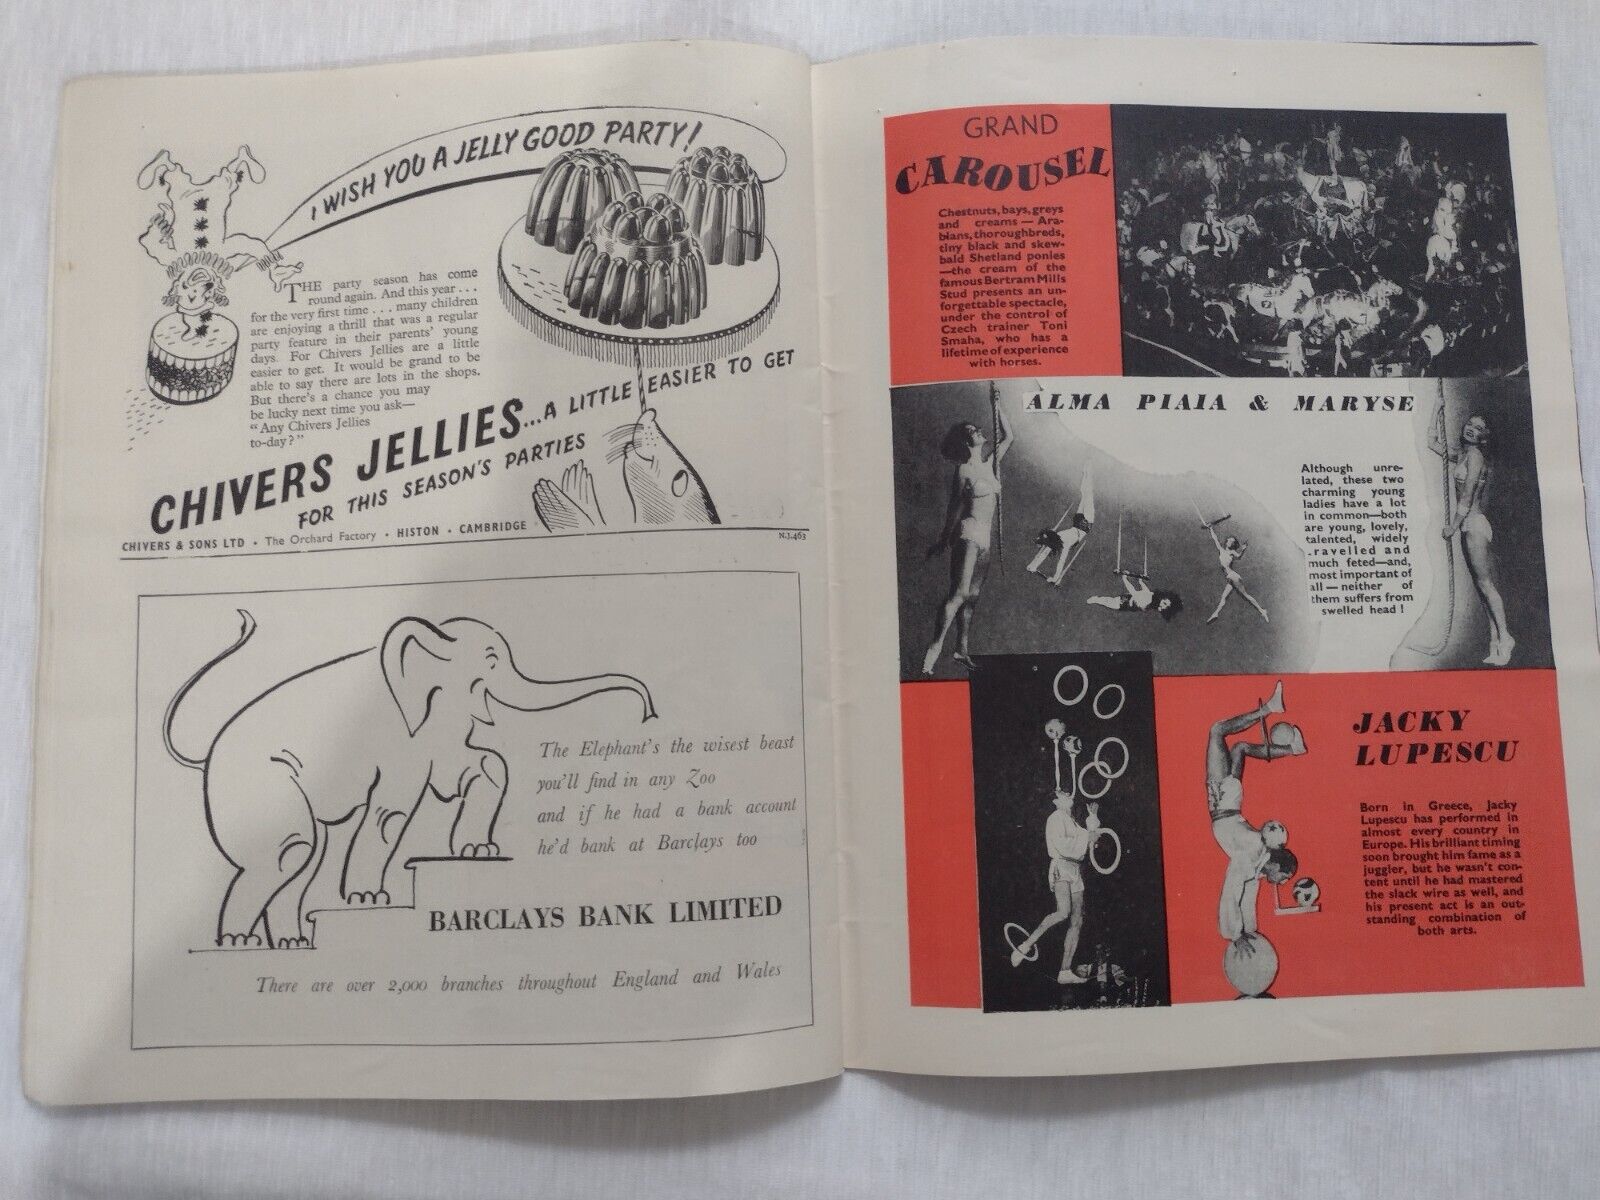 I WISH YOU A JELLY GOOD PARTY!
THE party season has come
round again. And this year . . .
for the very first time . . . many children
are enjoying a thrill that was a regular
party feature in their parents' young
days. For Chivers Jellies are a little
easier to get. It would be grand to be
able to say there are lots in the shops.
But there's a chance you may
be lucky next time you ask—
"Any Chivers Jellies
to-day?"
CHIVERS JELLIES...A LITTLE EASIER TO GET
FOR THIS SEASON'S PARTIES
CHIVERS & SONS LTD • The Orchard Factory • HISTON • CAMBRIDGE
N.J.463
The Elephant's the wisest beast
you'll find in any Zoo
and if he had a bank account
he'd bank at Barclays too
BARCLAYS BANK LIMITED
There are over 2,000 branches throughout England and Wales
GRAND
CAROUSEL
Chestnuts, bays, greys
and creams — Ara-
bians, thoroughbreds,
tiny black and skew-
bald Shetland ponies
—the cream of the
famous Bertram Mills
Stud presents an un-
forgettable spectacle,
under the control of
Czech trainer Toni
Smaha, who has a
lifetime of experience
with horses.
ALMA PIAIA & MARYSE
Although unre-
lated, these two
charming young
ladies have a lot
in common—both
are young, lovely,
talented, widely
travelled and
much feted—and,
most important of
all — neither of
them suffers from
swelled head !
JACKY
LUPESCU
Born in Greece, Jacky
Lupescu has performed in
almost every country in
Europe. His brilliant timing
soon brought him fame as a
juggler, but he wasn't con-
tent until he had mastered
the slack wire as well, and
his present act is an out-
standing combination of
both arts.